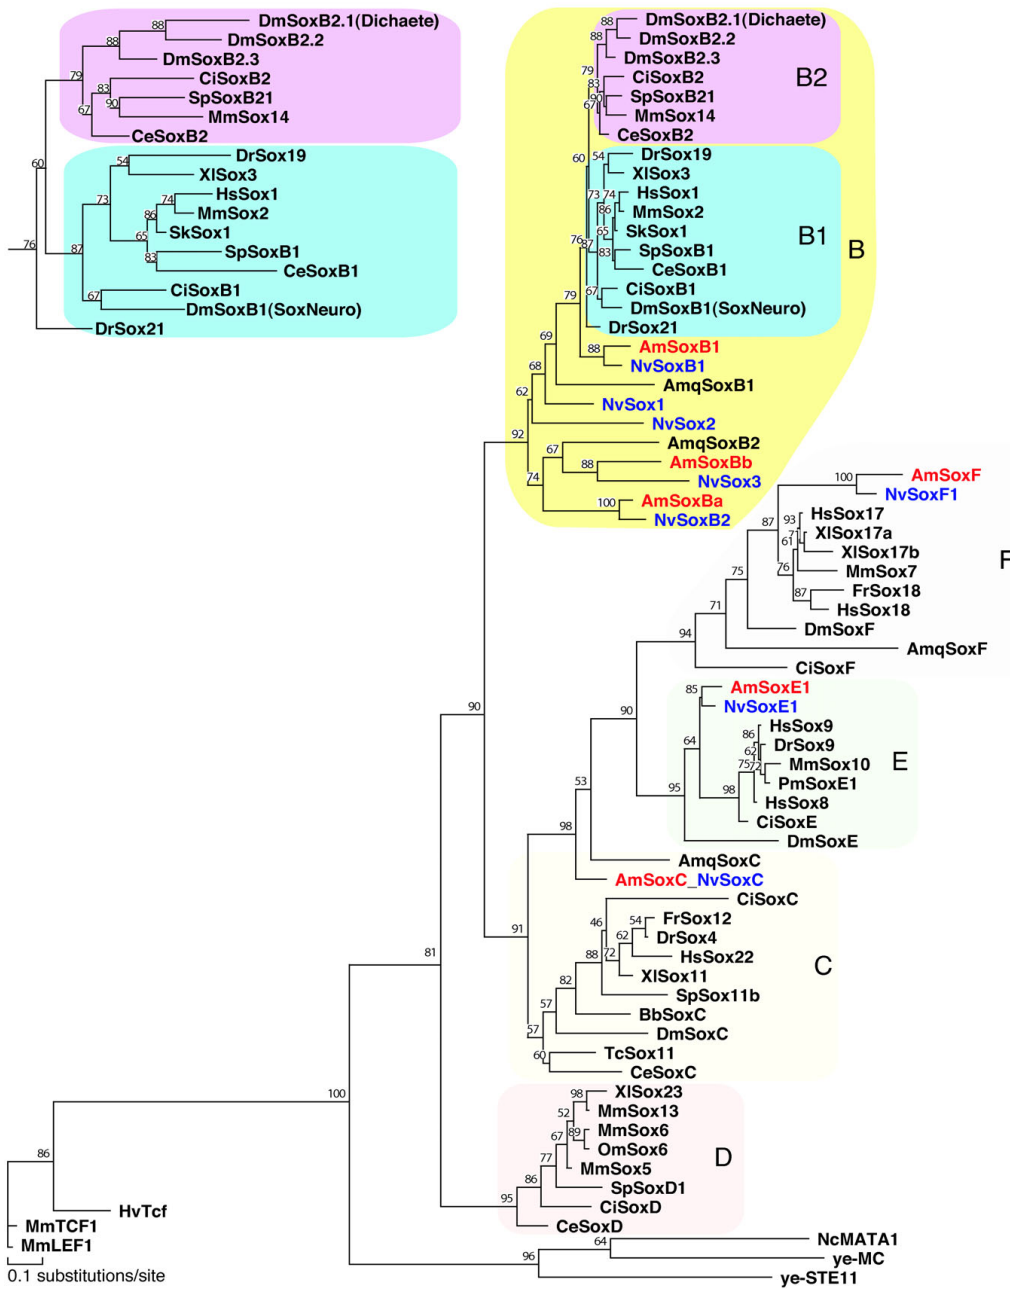 DmSoxB2.1(Dichaete)
DmSoxB2.2
DmSoxB2.3
CiSoxB2
SpSoxB21
MmSox14
CeSoxB2
DrSox19
XlSox3
HsSox1
MmSox2
SkSox1
SpSoxB1
CeSoxB1
CiSoxB1
DmSoxB1(SoxNeuro)
DrSox21
88
88
79
83
90
67
60
54
73
74
86
65
83
76
87
67
DmSoxB2.1(Dichaete)
DmSoxB2.2
DmSoxB2.3
CiSoxB2
SpSoxB21
MmSox14
CeSoxB2
B2
DrSox19
XlSox3
HsSox1
MmSox2
SkSox1
SpSoxB1
CeSoxB1
CiSoxB1
DmSoxB1(SoxNeuro)
B1
B
DrSox21
AmSoxB1
NvSoxB1
AmqSoxB1
NvSox1
NvSox2
AmqSoxB2
AmSoxBb
NvSox3
AmSoxBa
NvSoxB2
88
88
79
83
90
67
60
54
73
74
86
65
83
76
87
67
79
88
69
68
62
92
67
88
74
100
AmSoxF
NvSoxF1
HsSox17
XlSox17a
XlSox17b
MmSox7
FrSox18
HsSox18
DmSoxF
AmqSoxF
CiSoxF
F
100
87
93
77
61
76
87
75
71
94
AmSoxE1
NvSoxE1
HsSox9
DrSox9
MmSox10
PmSoxE1
HsSox8
CiSoxE
DmSoxE
E
85
64
86
62
75
72
98
95
90
90
53
98
AmqSoxC
AmSoxC_NvSoxC
CiSoxC
FrSox12
DrSox4
HsSox22
XlSox11
SpSox11b
BbSoxC
DmSoxC
TcSox11
CeSoxC
C
46
54
62
72
88
82
57
57
60
91
81
XlSox23
MmSox13
MmSox6
OmSox6
MmSox5
SpSoxD1
CiSoxD
CeSoxD
D
98
52
89
67
77
86
95
100
86
HvTcf
MmTCF1
MmLEF1
NcMATA1
ye-MC
ye-STE11
64
96
0.1 substitutions/site